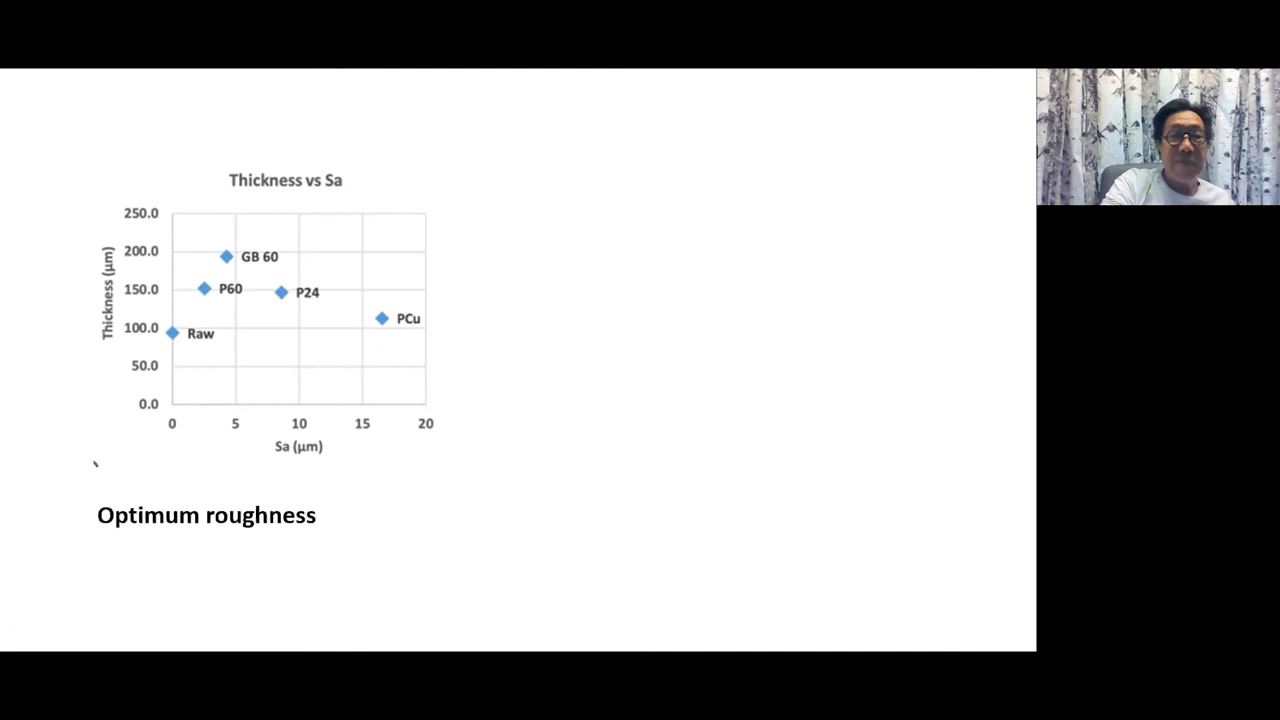 Thickness vs Sa
250.0
200.0
150.0
100.0
50.0
0.0
Thickness (µm)
GB 60
P60
P24
PCu
Raw
0 5 10 15 20
Sa (µm)
Optimum roughness